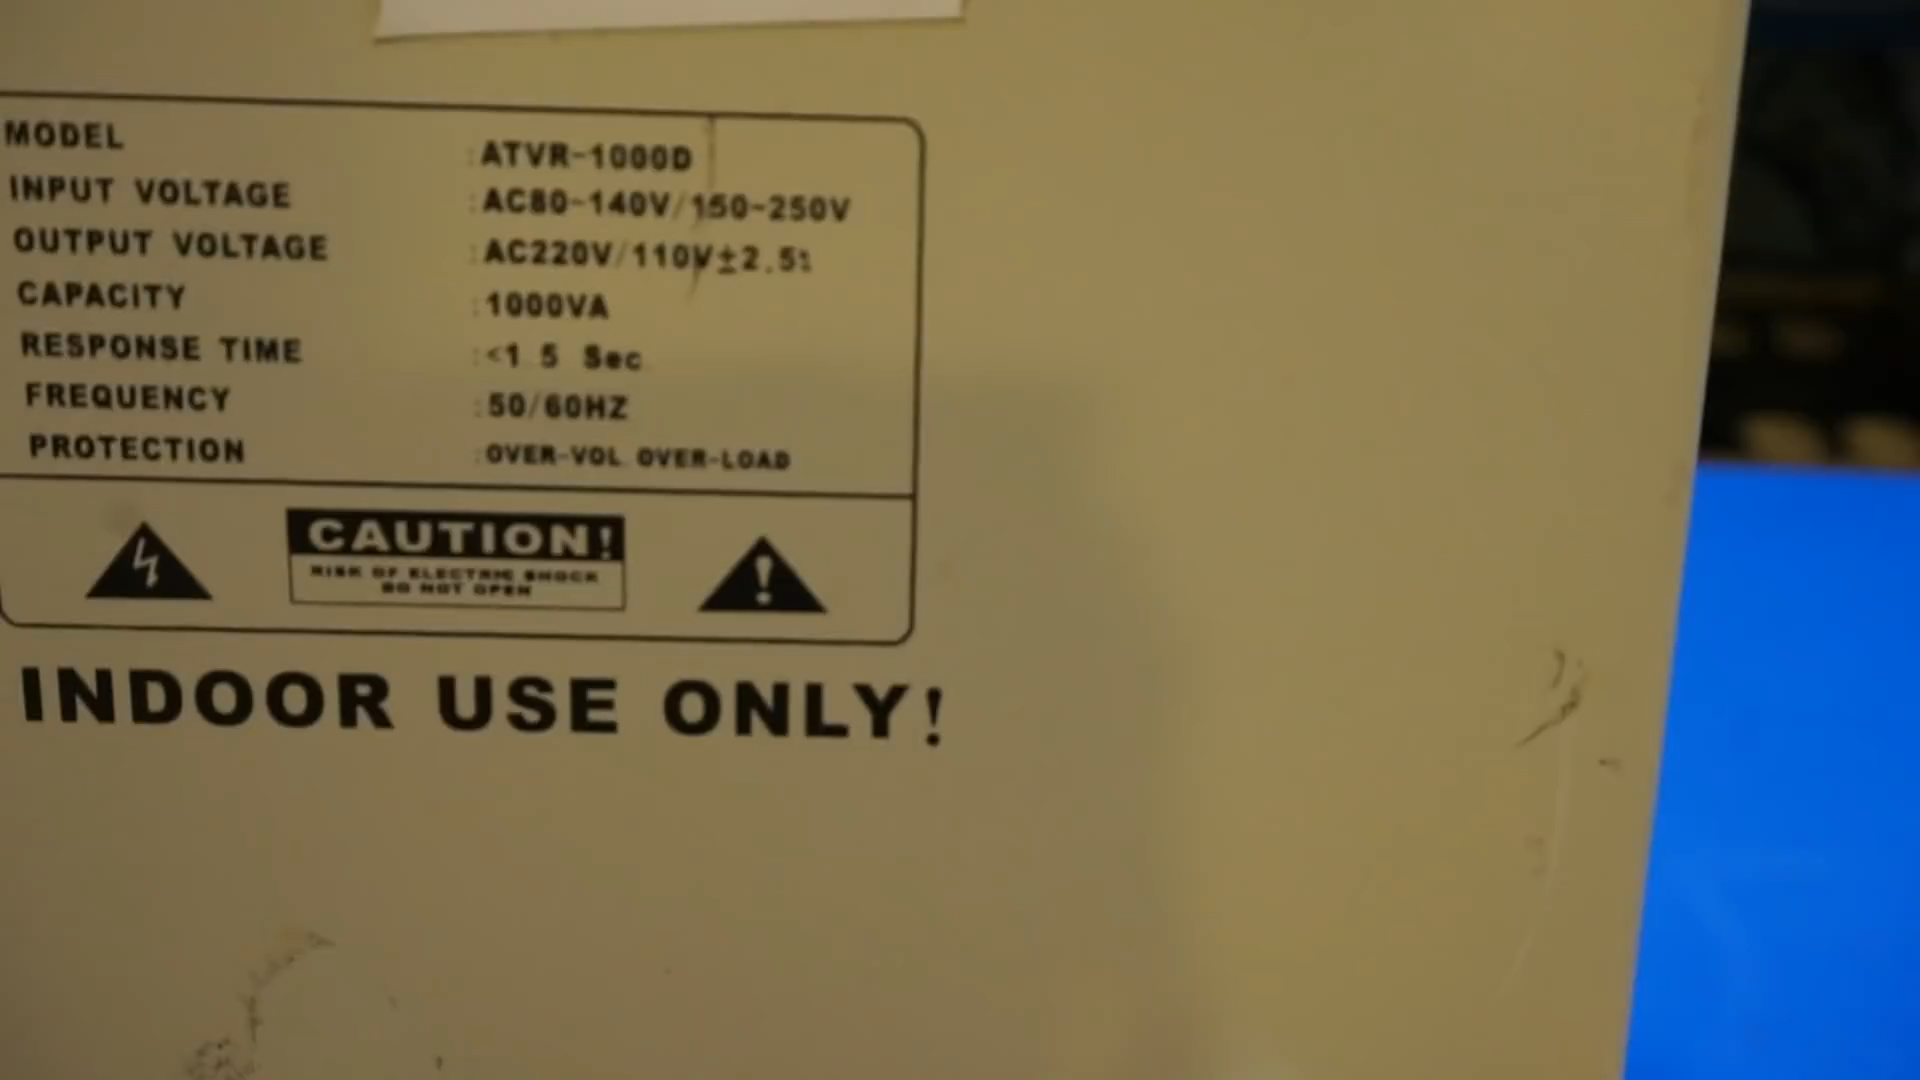 MODEL : ATVR-1000D
INPUT VOLTAGE : AC80~140V/150~250V
OUTPUT VOLTAGE : AC220V/110V±2.5%
CAPACITY : 1000VA
RESPONSE TIME : <1.5 Sec
FREQUENCY : 50/60HZ
PROTECTION : OVER-VOL. OVER-LOAD
CAUTION!
RISK OF ELECTRIC SHOCK
DO NOT OPEN
INDOOR USE ONLY!